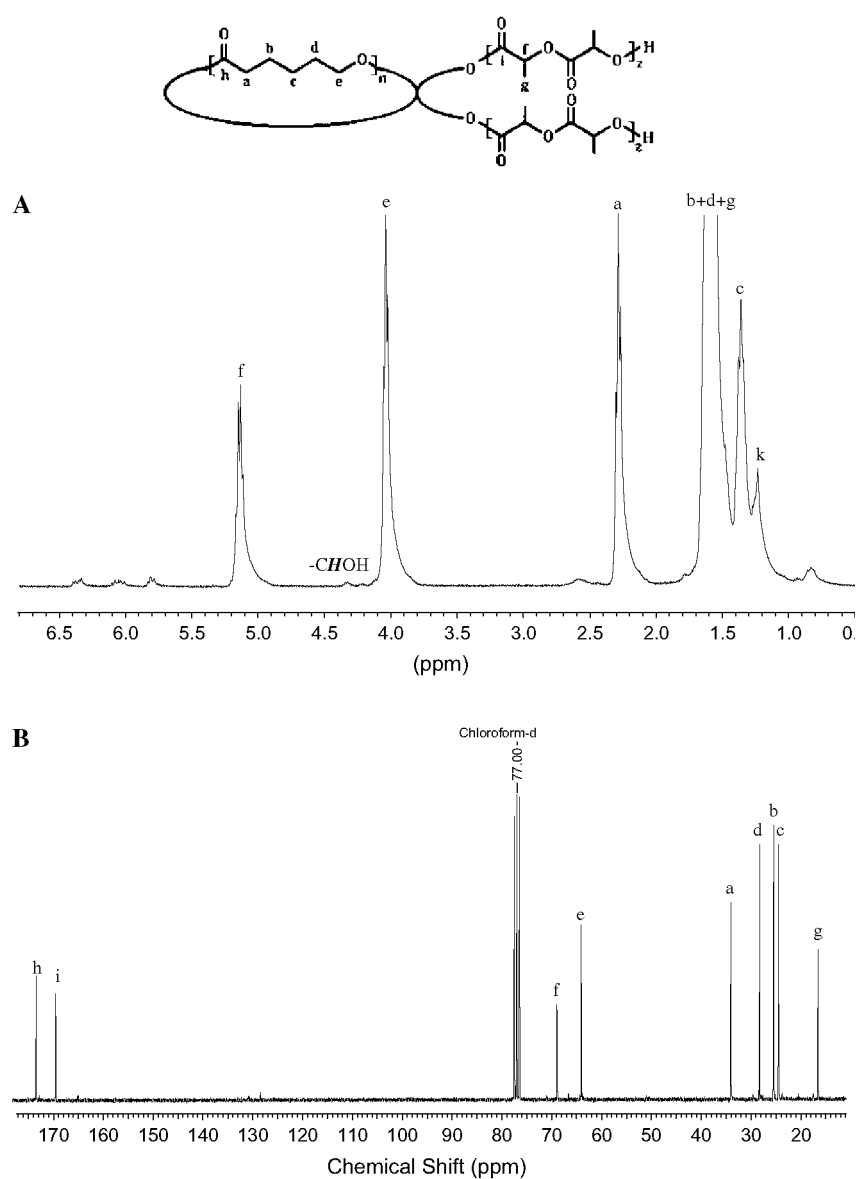 O O
b d O [ f O O H
[ O ] n O i O ] z
h a c e g O
O
O [ O O H
O O ] z
A
e a b+d+g
c
f
k
-CHOH
6.5 6.0 5.5 5.0 4.5 4.0 3.5 3.0 2.5 2.0 1.5 1.0 0.
(ppm)
B
Chloroform-d
77.00
b
d c
a
e
g
h i
f
170 160 150 140 130 120 110 100 90 80 70 60 50 40 30 20
Chemical Shift (ppm)